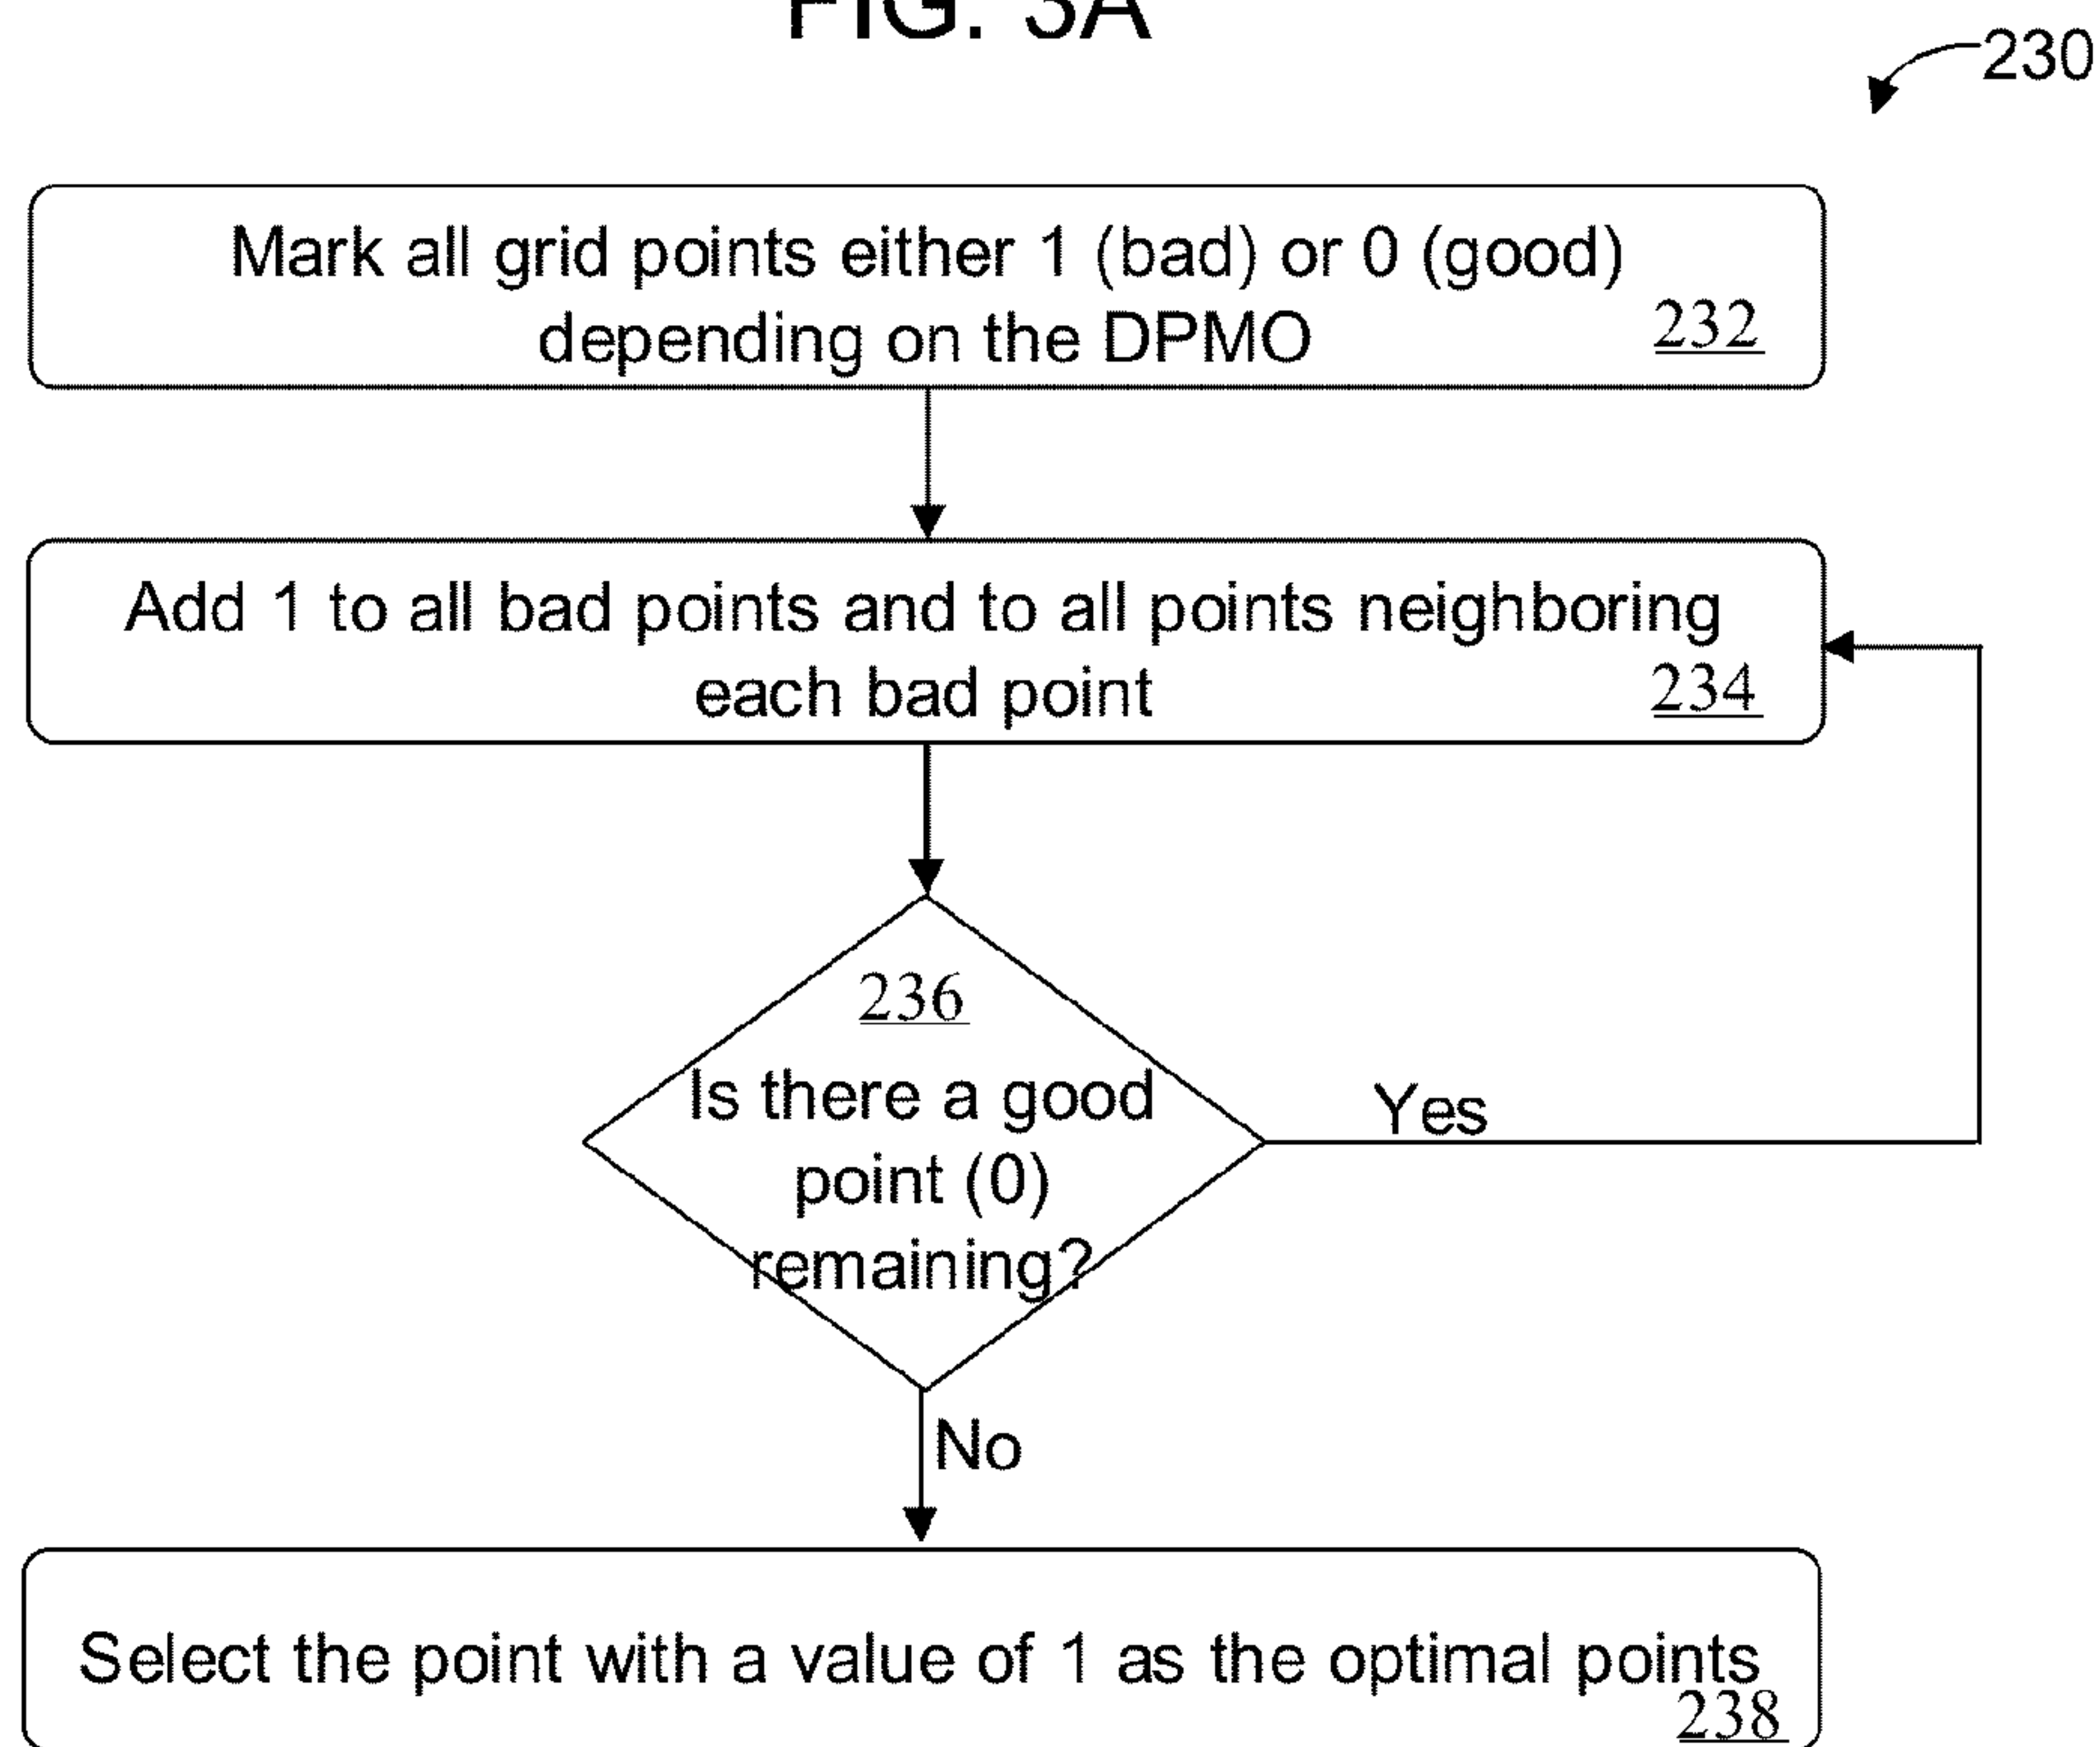 FIG. 3A
230
Mark all grid points either 1 (bad) or 0 (good)
depending on the DPMO
232
Add 1 to all bad points and to all points neighboring
each bad point
234
236
Is there a good
point (0)
remaining?
Yes
No
Select the point with a value of 1 as the optimal points
238